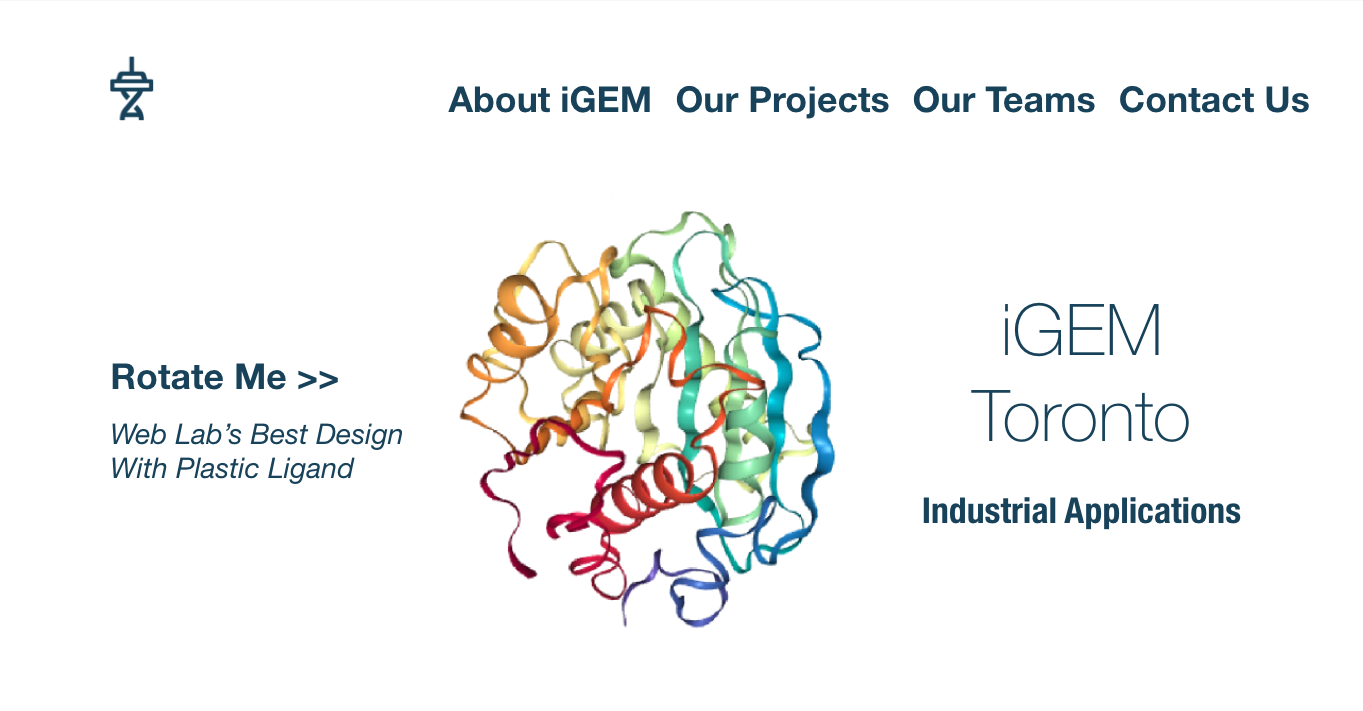 About iGEM Our Projects Our Teams Contact Us
Rotate Me >>
Web Lab’s Best Design
With Plastic Ligand
iGEM
Toronto
Industrial Applications